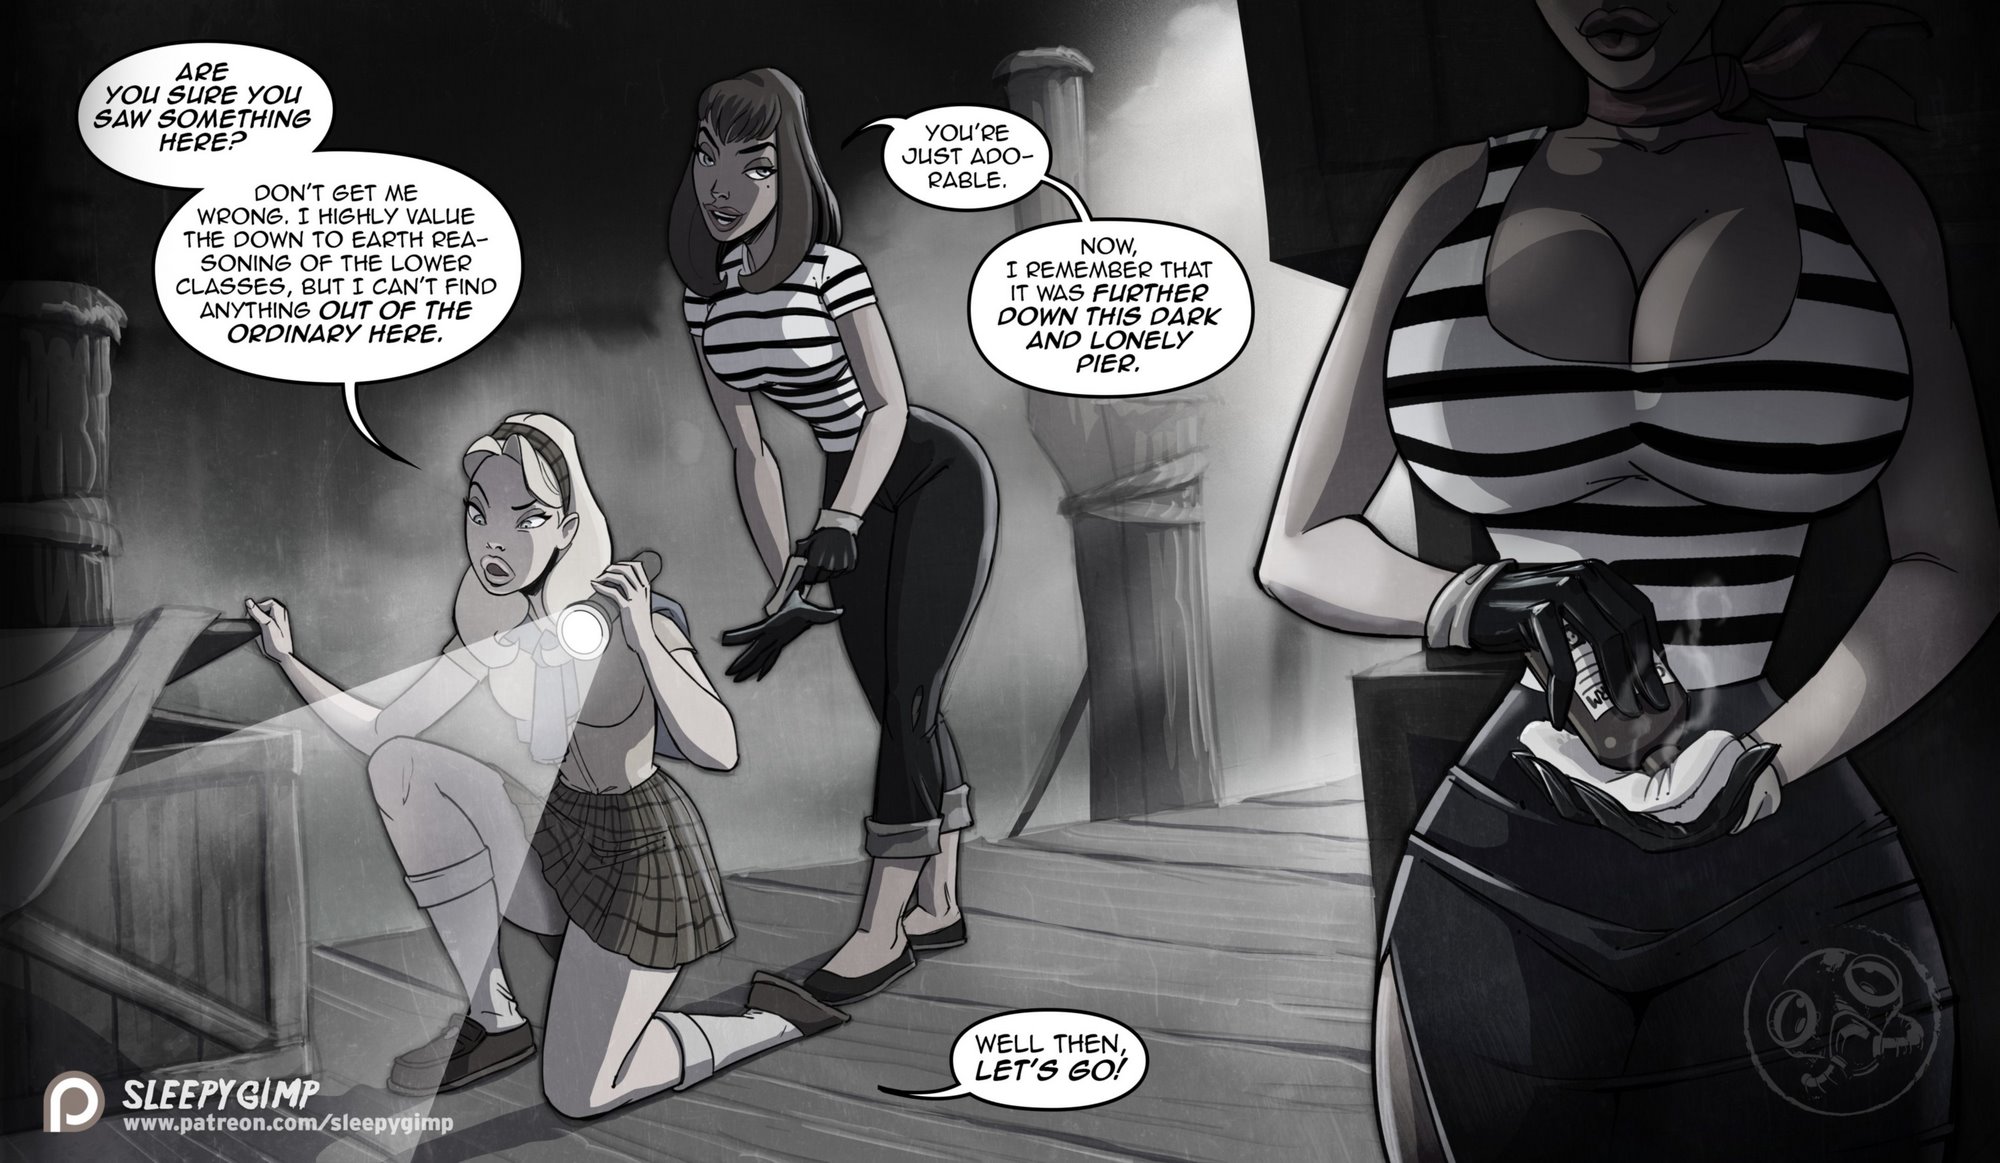 ARE
YOU SURE YOU
SAW SOMETHING
HERE?
DON'T GET ME
WRONG. I HIGHLY VALUE
THE DOWN TO EARTH REA-
SONING OF THE LOWER
CLASSES, BUT I CAN'T FIND
ANYTHING OUT OF THE
ORDINARY HERE.
YOU'RE
JUST ADO-
RABLE.
NOW,
I REMEMBER THAT
IT WAS FURTHER
DOWN THIS DARK
AND LONELY
PIER.
WELL THEN,
LET'S GO!
SLEEPYGIMP
www.patreon.com/sleepygimp